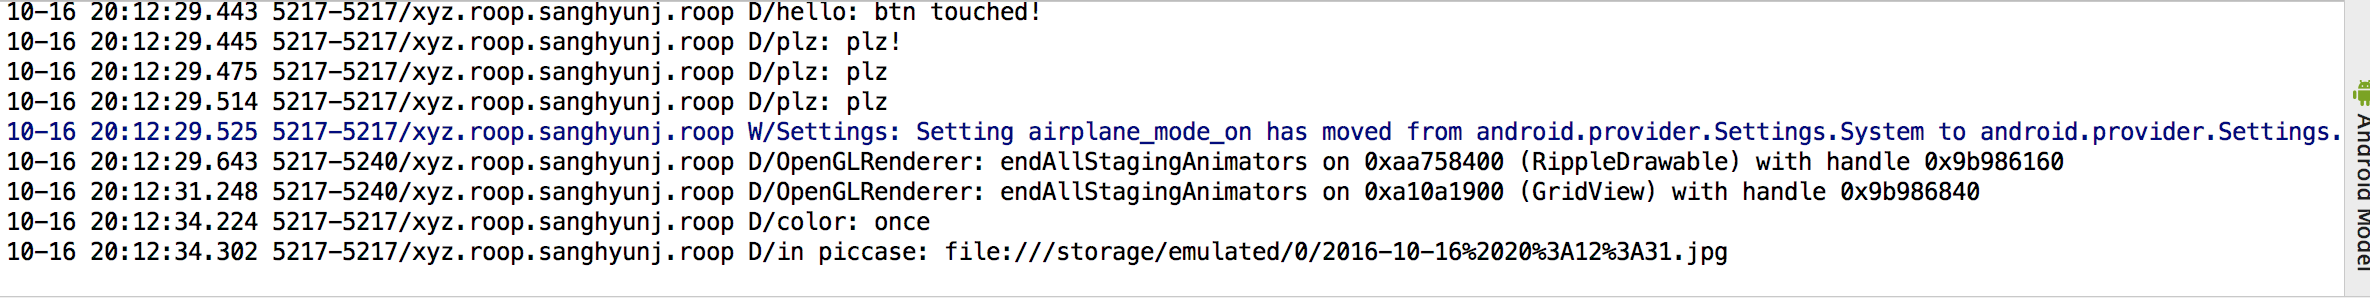 10-16 20:12:29.443 5217-5217/xyz.roop.sanghyunj.roop D/hello: btn touched!
10-16 20:12:29.445 5217-5217/xyz.roop.sanghyunj.roop D/plz: plz!
10-16 20:12:29.475 5217-5217/xyz.roop.sanghyunj.roop D/plz: plz
10-16 20:12:29.514 5217-5217/xyz.roop.sanghyunj.roop D/plz: plz
10-16 20:12:29.525 5217-5217/xyz.roop.sanghyunj.roop W/Settings: Setting airplane_mode_on has moved from android.provider.Settings.System to android.provider.Settings.
10-16 20:12:29.643 5217-5240/xyz.roop.sanghyunj.roop D/OpenGLRenderer: endAllStagingAnimators on 0xaa758400 (RippleDrawable) with handle 0x9b986160
10-16 20:12:31.248 5217-5240/xyz.roop.sanghyunj.roop D/OpenGLRenderer: endAllStagingAnimators on 0xa10a1900 (GridView) with handle 0x9b986840
10-16 20:12:34.224 5217-5217/xyz.roop.sanghyunj.roop D/color: once
10-16 20:12:34.302 5217-5217/xyz.roop.sanghyunj.roop D/in piccase: file:///storage/emulated/0/2016-10-16%2020%3A12%3A31.jpg
Android Model